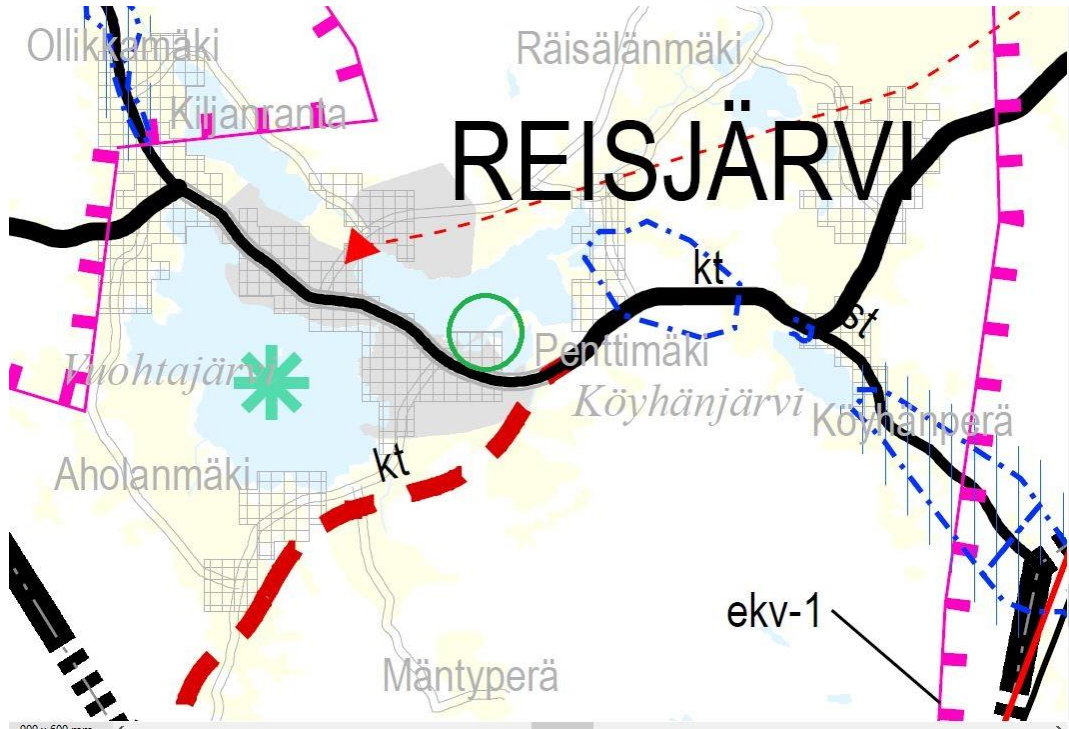 Ollikkamäki
Räisälänmäki
Kiljanranta
REISJÄRVI
kt
st
Penttimäki
Vuohtajärvi
Köyhänjärvi
Köyhänperä
kt
Aholanmäki
ekv-1
Mäntyperä